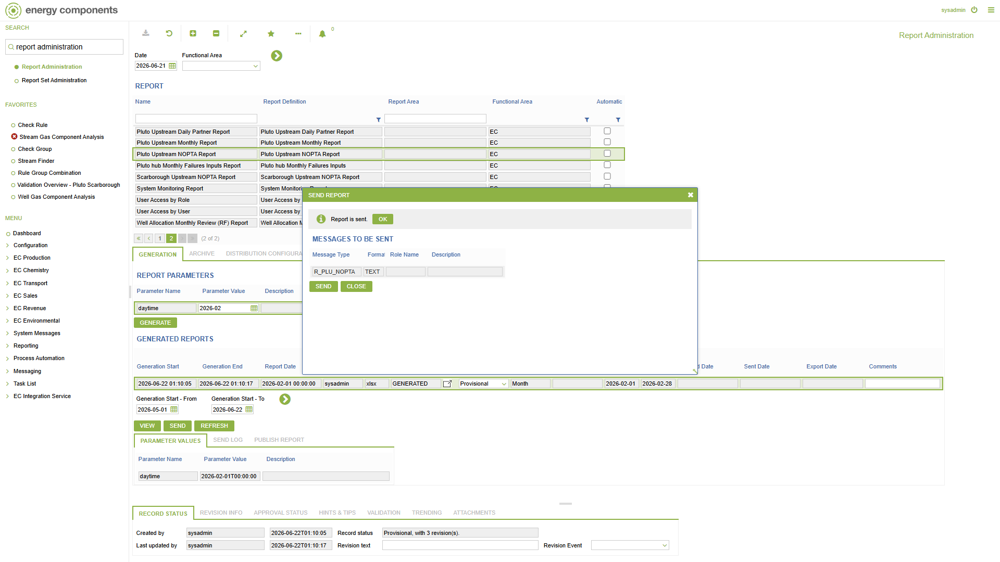 energy components
sysadmin
SEARCH
report administration
Report Administration
Report Set Administration
FAVORITES
Check Rule
Stream Gas Component Analysis
Check Group
Stream Finder
Rule Group Combination
Validation Overview - Pluto Scarborough
Well Gas Component Analysis
MENU
Dashboard
Configuration
EC Production
EC Chemistry
EC Transport
EC Sales
EC Revenue
EC Environmental
System Messages
Reporting
Process Automation
Messaging
Task List
EC Integration Service
0
Report Administration
Date Functional Area
2026-06-21
REPORT
Name Report Definition Report Area Functional Area Automatic
Pluto Upstream Daily Partner Report Pluto Upstream Daily Partner Report EC
Pluto Upstream Monthly Report Pluto Upstream Monthly Report EC
Pluto Upstream NOPTA Report Pluto Upstream NOPTA Report EC
Pluto hub Monthly Failures Inputs Report Pluto hub Monthly Failures Inputs EC
Scarborough Upstream NOPTA Report Scarborough Upstream NOPTA Report EC
System Monitoring Report System Monitoring
User Access by Role User Access by
User Access by User User Access by
Well Allocation Monthly Review (RF) Report Well Allocation
1 2 (2 of 2)
GENERATION ARCHIVE DISTRIBUTION CONFIGURA
SEND REPORT
Report is sent. OK
MESSAGES TO BE SENT
Message Type Format Role Name Description
R_PLU_NOPTA TEXT
SEND CLOSE
REPORT PARAMETERS
Parameter Name Parameter Value Description
daytime 2026-02
GENERATE
GENERATED REPORTS
Generation Start Generation End Report Date d Date Sent Date Export Date Comments
2026-06-22 01:10:05 2026-06-22 01:10:17 2026-02-01 00:00:00 sysadmin xlsx GENERATED Provisional Month 2026-02-01 2026-02-28
Generation Start - From Generation Start - To
2026-05-01 2026-06-22
VIEW SEND REFRESH
PARAMETER VALUES SEND LOG PUBLISH REPORT
Parameter Name Parameter Value Description
daytime 2026-02-01T00:00:00
RECORD STATUS REVISION INFO APPROVAL STATUS HINTS & TIPS VALIDATION TRENDING ATTACHMENTS
Created by sysadmin 2026-06-22T01:10:05 Record status Provisional, with 3 revision(s).
Last updated by sysadmin 2026-06-22T01:10:17 Revision text Revision Event